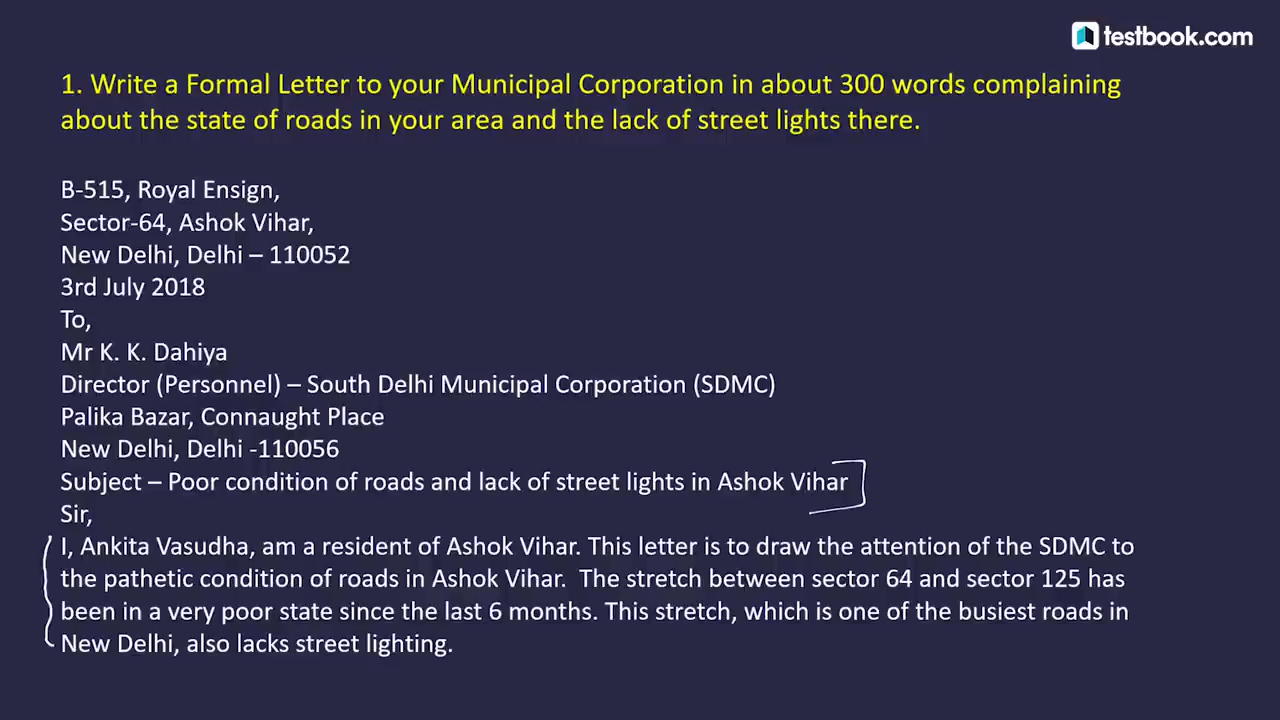 testbook.com
1. Write a Formal Letter to your Municipal Corporation in about 300 words complaining
about the state of roads in your area and the lack of street lights there.
B-515, Royal Ensign,
Sector-64, Ashok Vihar,
New Delhi, Delhi – 110052
3rd July 2018
To,
Mr K. K. Dahiya
Director (Personnel) – South Delhi Municipal Corporation (SDMC)
Palika Bazar, Connaught Place
New Delhi, Delhi -110056
Subject – Poor condition of roads and lack of street lights in Ashok Vihar
Sir,
I, Ankita Vasudha, am a resident of Ashok Vihar. This letter is to draw the attention of the SDMC to
the pathetic condition of roads in Ashok Vihar.  The stretch between sector 64 and sector 125 has
been in a very poor state since the last 6 months. This stretch, which is one of the busiest roads in
New Delhi, also lacks street lighting.